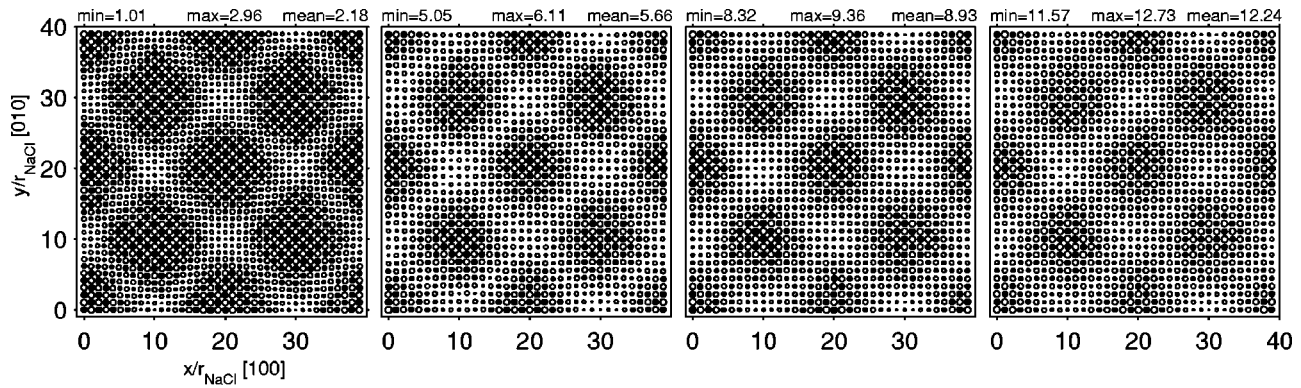 min=1.01 max=2.96 mean=2.18 min=5.05 max=6.11 mean=5.66 min=8.32 max=9.36 mean=8.93 min=11.57 max=12.73 mean=12.24
40
30
20
10
0
y/r_NaCl [010]
0 10 20 30 0 10 20 30 0 10 20 30 0 10 20 30 40
x/r_NaCl [100]